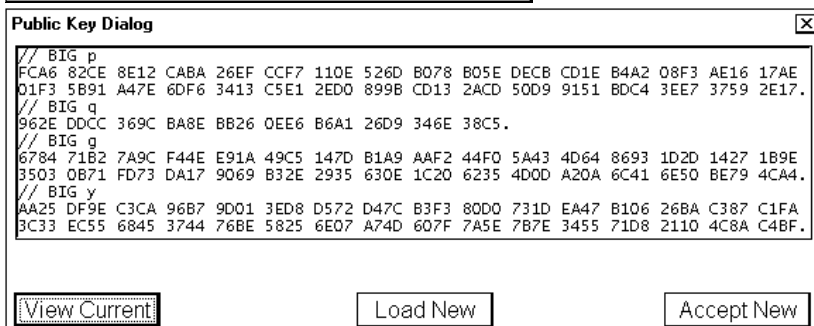 Public Key Dialog
// BIG p
FCA6 82CE 8E12 CABA 26EF CCF7 110E 526D B078 B05E DECB CD1E B4A2 08F3 AE16 17AE
01F3 5B91 A47E 6DF6 3413 C5E1 2ED0 899B CD13 2ACD 50D9 9151 BDC4 3EE7 3759 2E17.
// BIG q
962E DDCC 369C BA8E BB26 0EE6 B6A1 26D9 346E 38C5.
// BIG g
6784 71B2 7A9C F44E E91A 49C5 147D B1A9 AAF2 44F0 5A43 4D64 8693 1D2D 1427 1B9E
3503 0B71 FD73 DA17 9069 B32E 2935 630E 1C20 6235 4D0D A20A 6C41 6E50 BE79 4CA4.
// BIG y
AA25 DF9E C3CA 96B7 9D01 3ED8 D572 D47C B3F3 80D0 731D EA47 B106 26BA C387 C1FA
3C33 EC55 6845 3744 76BE 5825 6E07 A74D 607F 7A5E 7B7E 3455 71D8 2110 4C8A C4BF.
View Current Load New Accept New